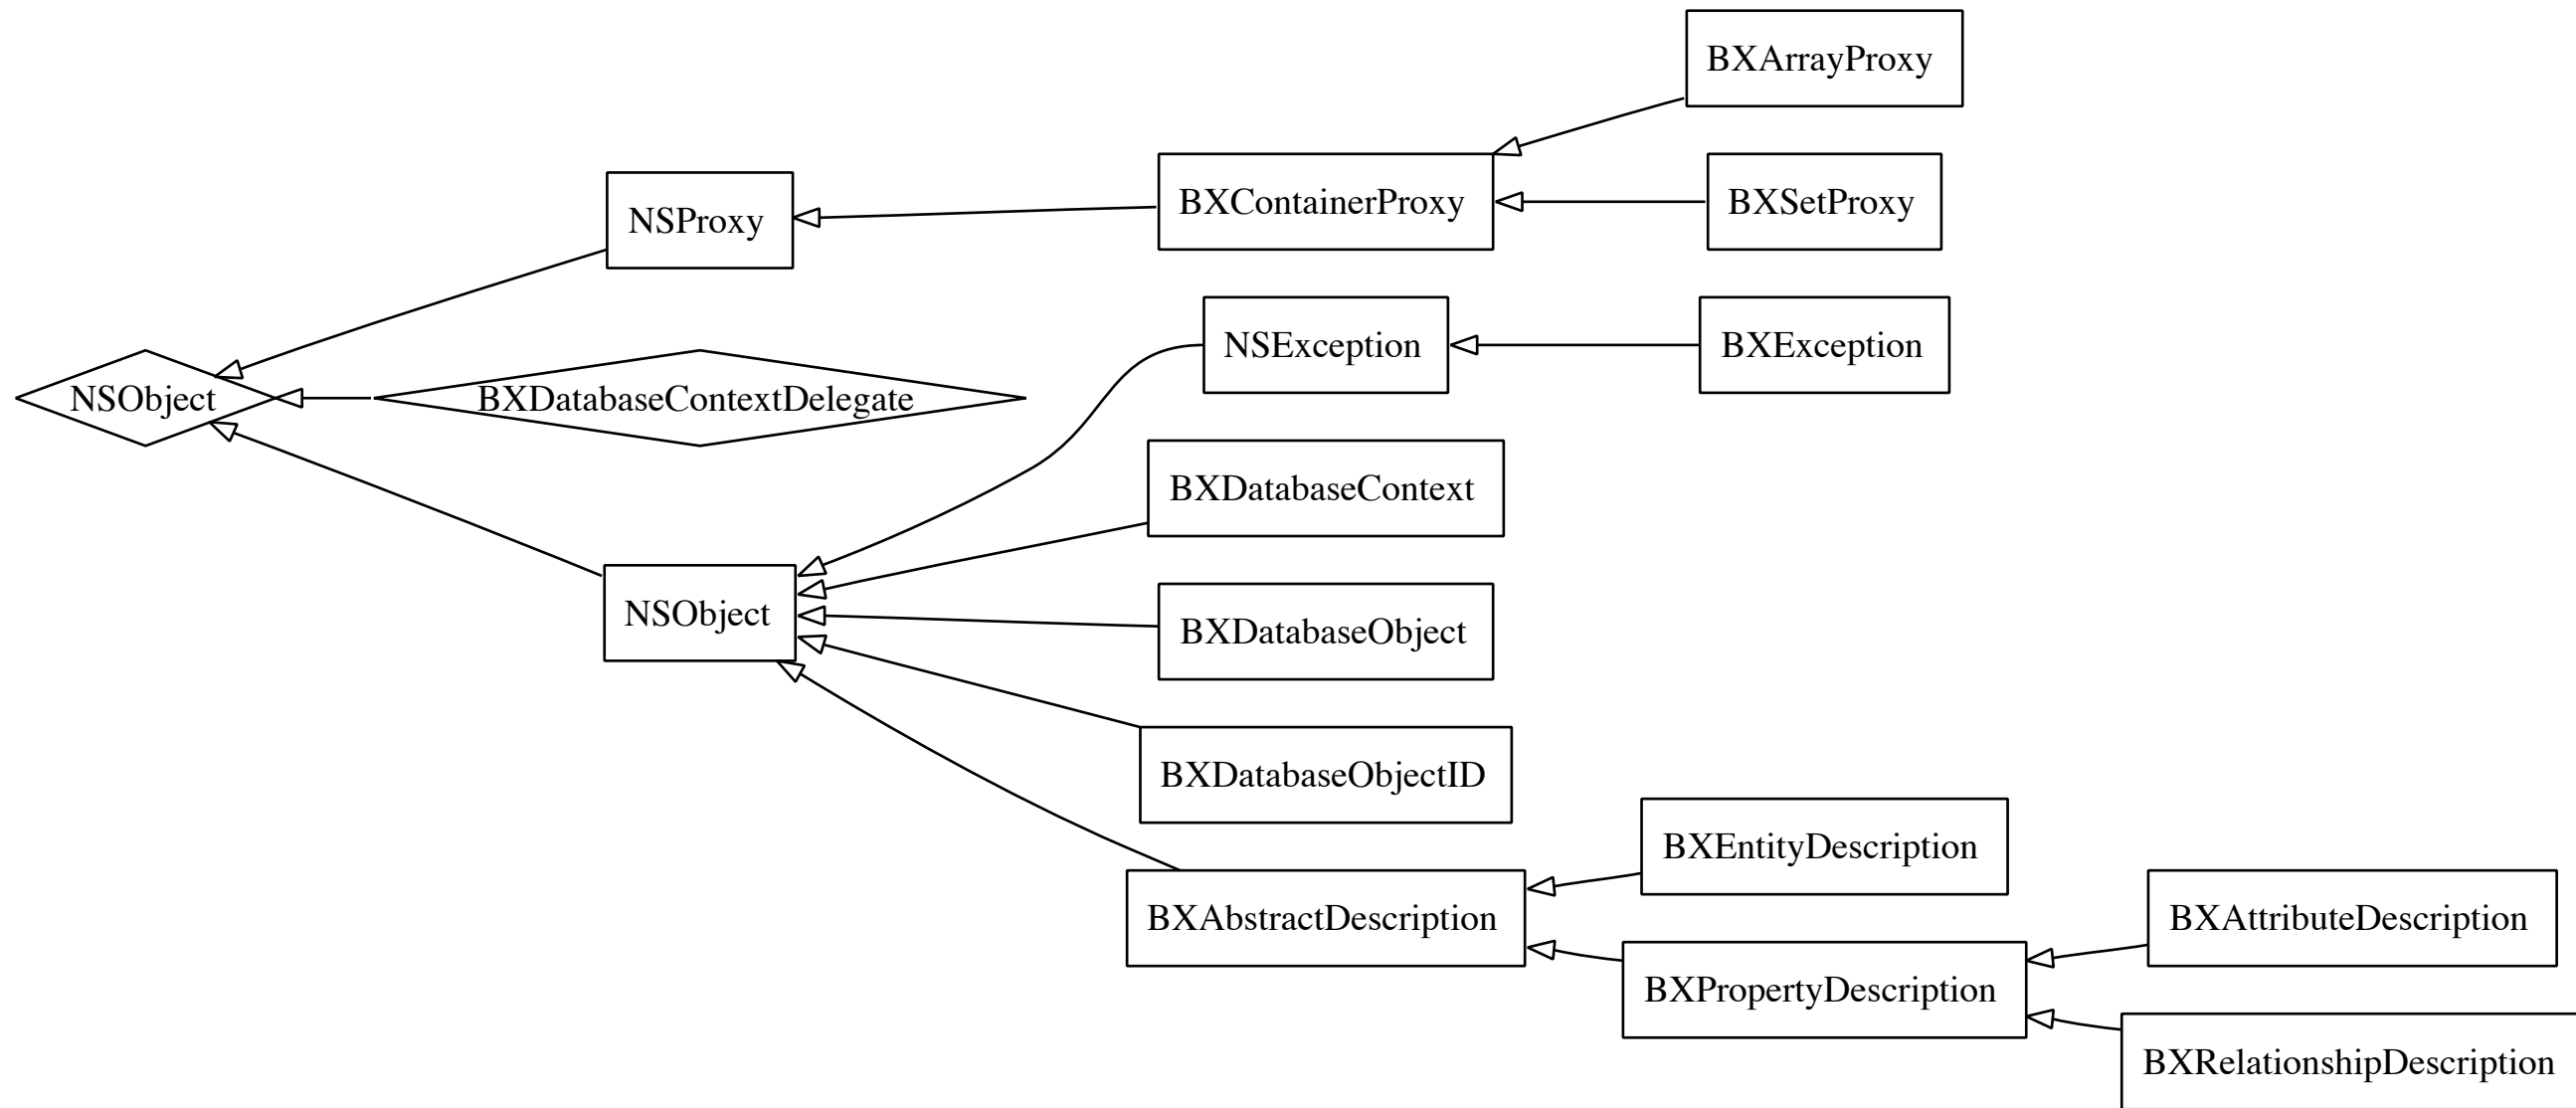 BXArrayProxy
BXContainerProxy
BXSetProxy
NSProxy
NSException
BXException
NSObject
BXDatabaseContextDelegate
BXDatabaseContext
NSObject
BXDatabaseObject
BXDatabaseObjectID
BXEntityDescription
BXAbstractDescription
BXAttributeDescription
BXPropertyDescription
BXRelationshipDescription